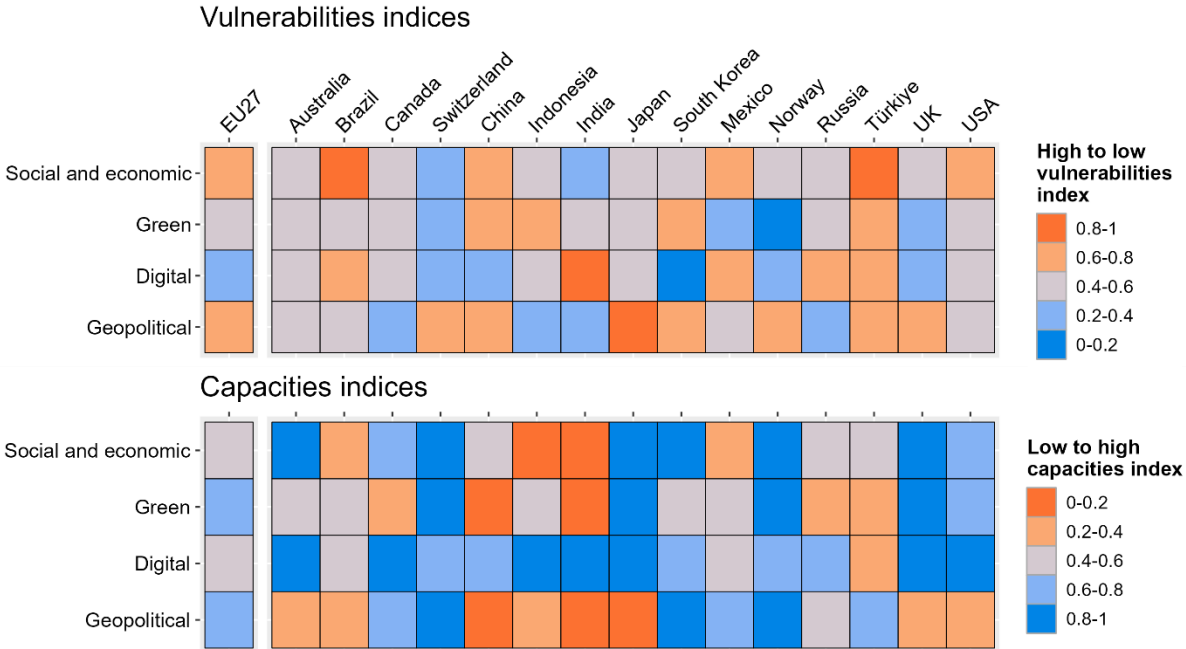 Vulnerabilities indices
EU27
Australia
Brazil
Canada
Switzerland
China
Indonesia
India
Japan
South Korea
Mexico
Norway
Russia
Türkiye
UK
USA
Social and economic
Green
Digital
Geopolitical
High to low
vulnerabilities
index
0.8-1
0.6-0.8
0.4-0.6
0.2-0.4
0-0.2
Capacities indices
Social and economic
Green
Digital
Geopolitical
Low to high
capacities index
0-0.2
0.2-0.4
0.4-0.6
0.6-0.8
0.8-1